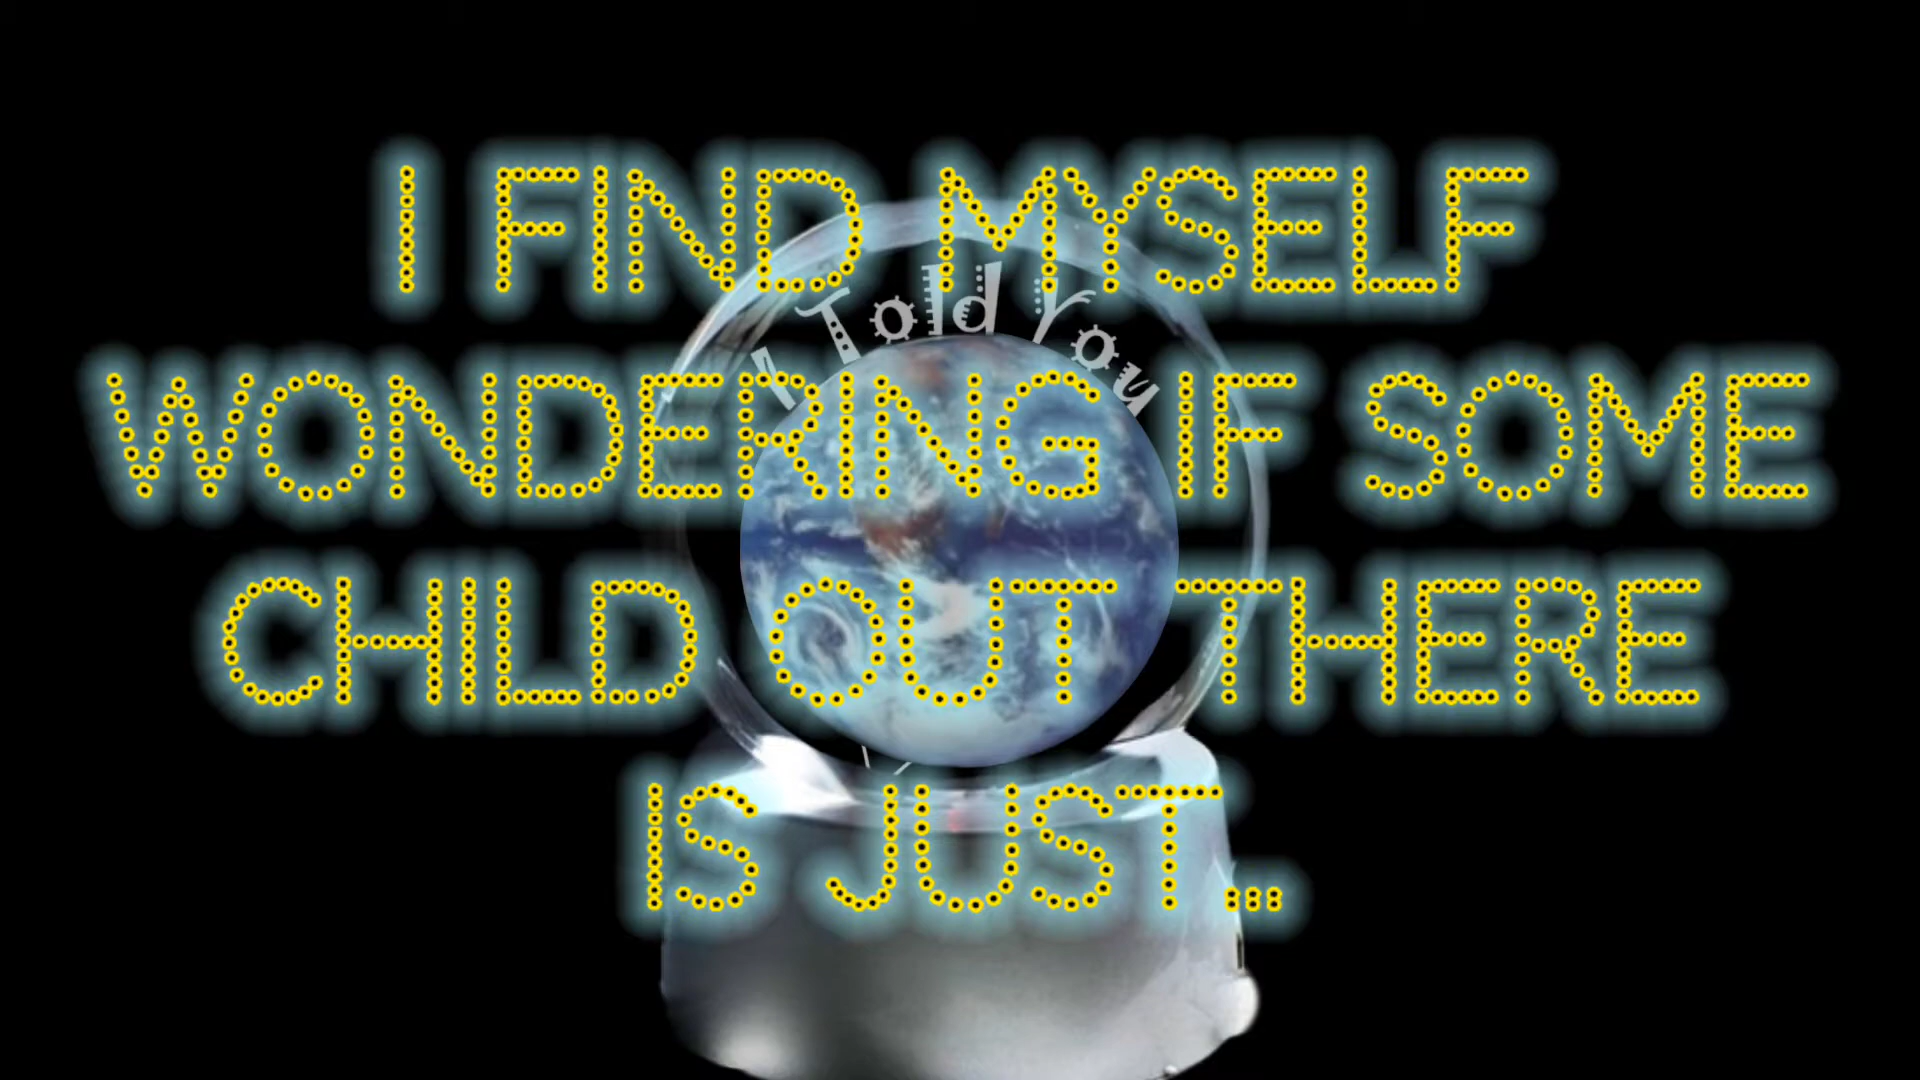 I FIND MYSELF
I Told You
WONDERING IF SOME
CHILD OUT THERE
IS JUST...